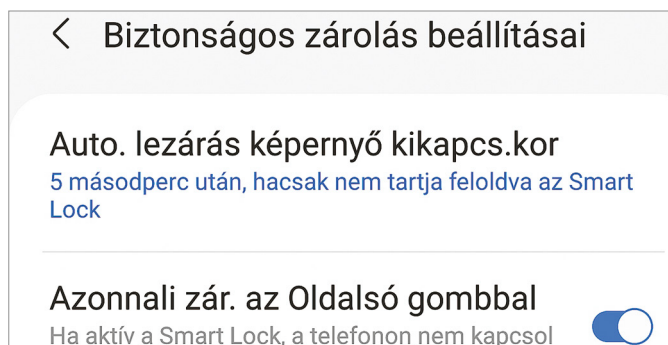 Biztonságos zárolás beállításai
Auto. lezárás képernyő kikapcs.kor
5 másodperc után, hacsak nem tartja feloldva az Smart
Lock
Azonnali zár. az Oldalsó gombbal
Ha aktív a Smart Lock, a telefonon nem kapcsol